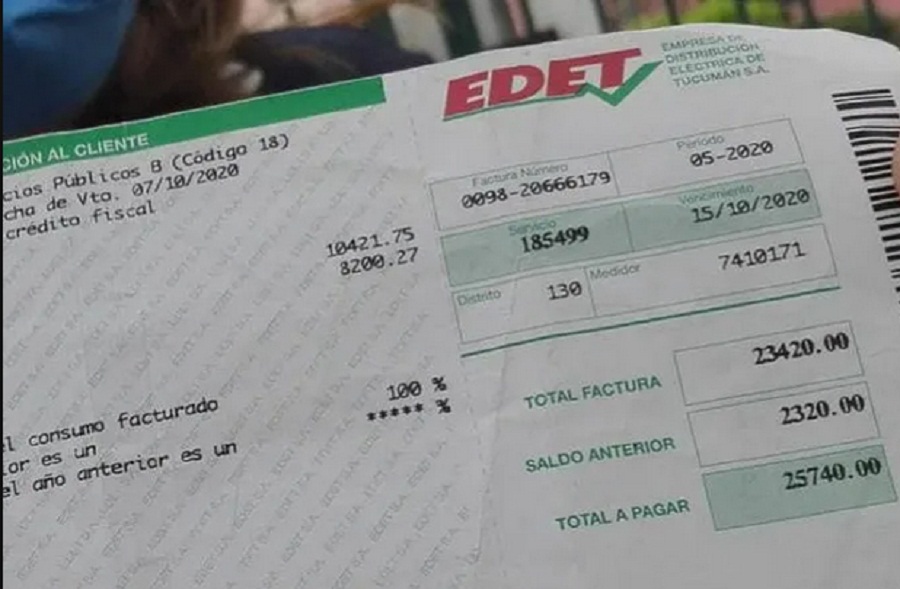 EDET
EMPRESA DE
DISTRIBUCIÓN
ELÉCTRICA DE
TUCUMÁN S.A.
CIÓN AL CLIENTE
cios Públicos B (Código 18)
cha de Vto. 07/10/2020
crédito fiscal
10421.75
8200.27
el consumo facturado 100 %
ior es un ***** %
el año anterior es un
Factura Número
0098-20666179
Período
05-2020
Servicio
185499
Vencimiento
15/10/2020
Distrito 130
Medidor 7410171
TOTAL FACTURA 23420.00
SALDO ANTERIOR 2320.00
TOTAL A PAGAR 25740.00